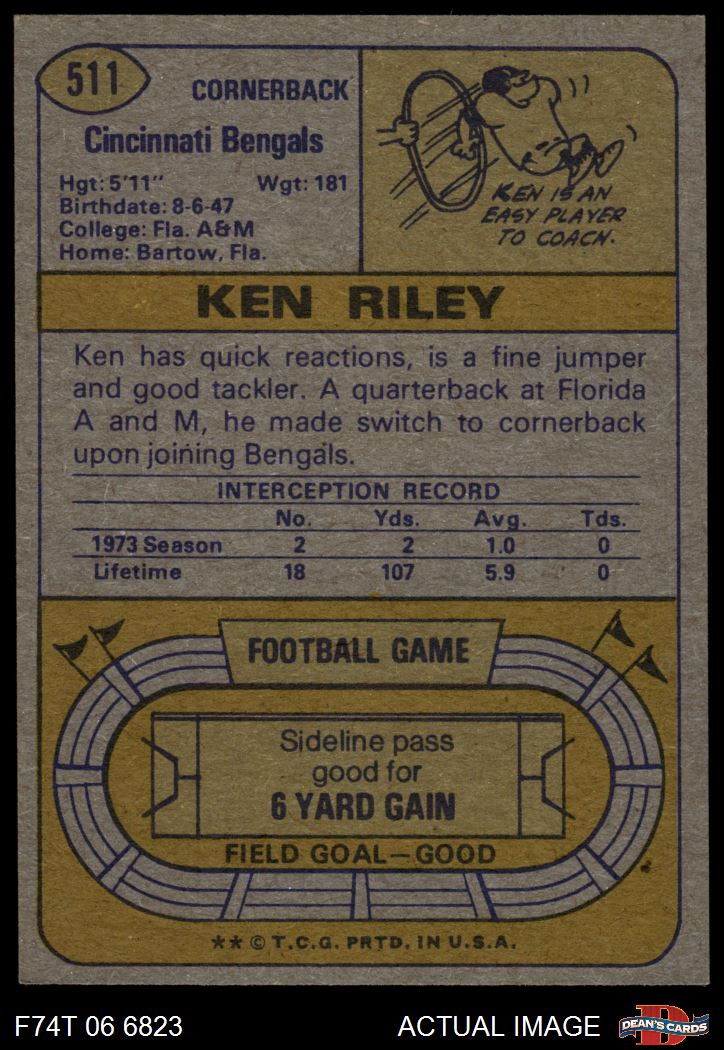 511
CORNERBACK
Cincinnati Bengals
Hgt: 5'11" Wgt: 181
Birthdate: 8-6-47
College: Fla. A&M
Home: Bartow, Fla.
KEN IS AN
EASY PLAYER
TO COACH.
KEN RILEY
Ken has quick reactions, is a fine jumper
and good tackler. A quarterback at Florida
A and M, he made switch to cornerback
upon joining Bengals.
INTERCEPTION RECORD
No. Yds. Avg. Tds.
1973 Season 2 2 1.0 0
Lifetime 18 107 5.9 0
FOOTBALL GAME
Sideline pass
good for
6 YARD GAIN
FIELD GOAL—GOOD
** © T.C.G. PRTD. IN U.S.A.
F74T 06 6823 ACTUAL IMAGE
D
DEAN'S CARDS